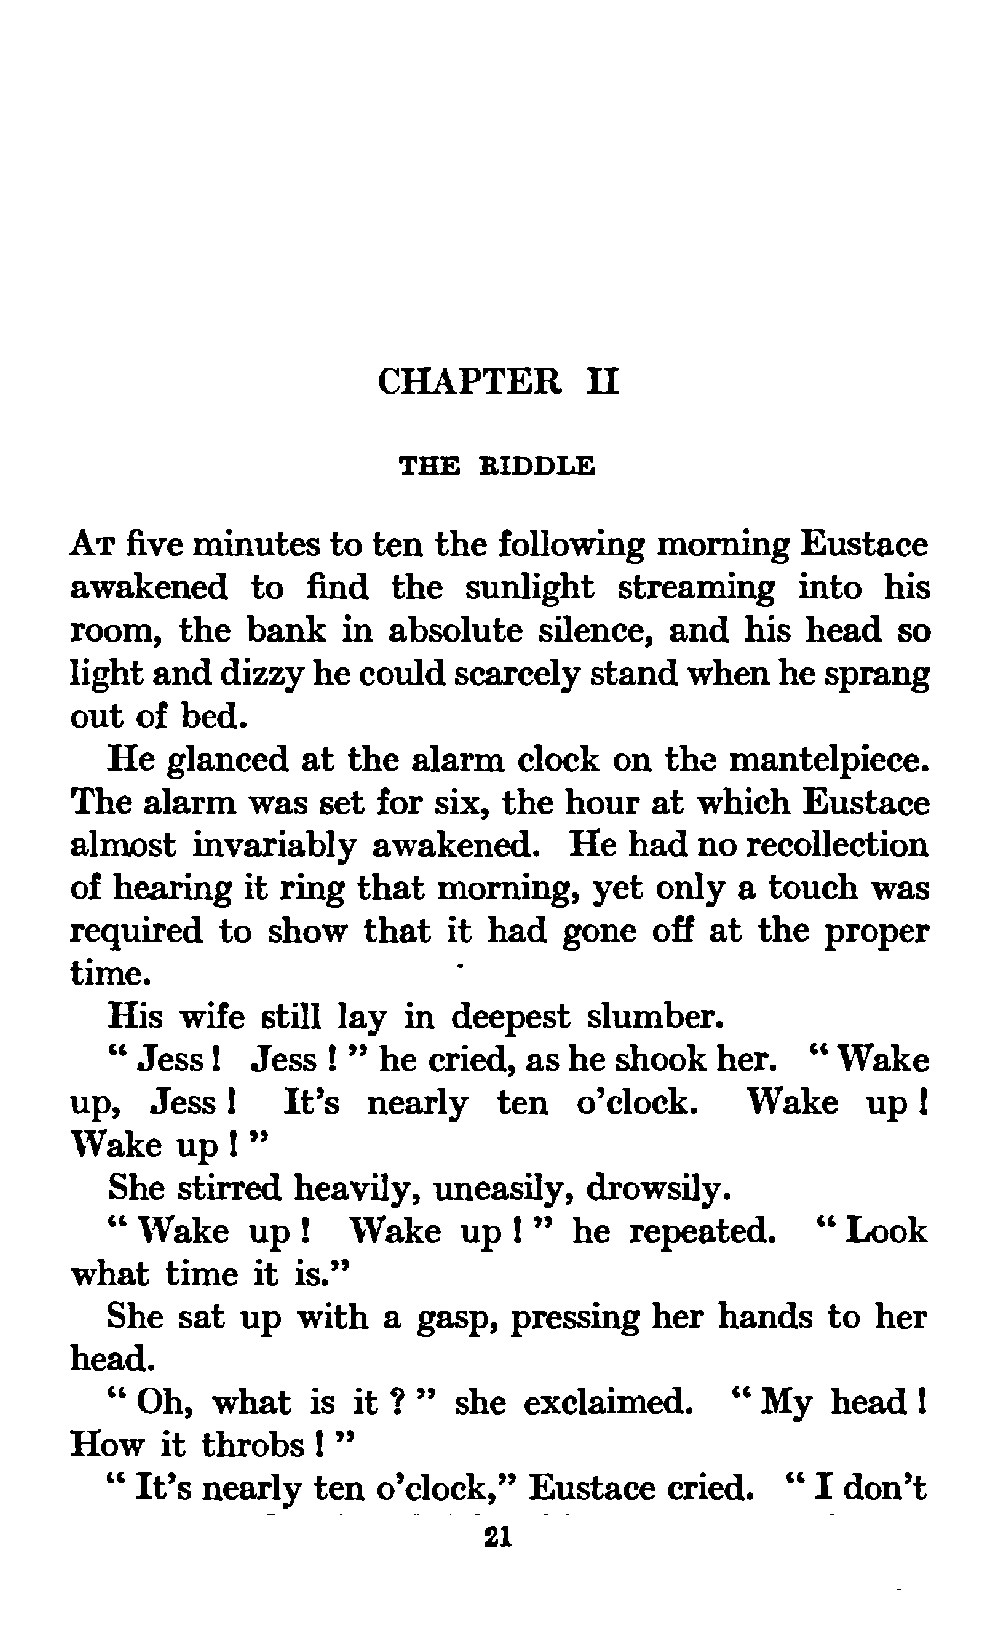 CHAPTER II
THE RIDDLE
AT five minutes to ten the following morning Eustace
awakened to find the sunlight streaming into his
room, the bank in absolute silence, and his head so
light and dizzy he could scarcely stand when he sprang
out of bed.
He glanced at the alarm clock on the mantelpiece.
The alarm was set for six, the hour at which Eustace
almost invariably awakened. He had no recollection
of hearing it ring that morning, yet only a touch was
required to show that it had gone off at the proper
time.
His wife still lay in deepest slumber.
“ Jess ! Jess ! ” he cried, as he shook her. “ Wake
up, Jess ! It’s nearly ten o’clock. Wake up !
Wake up ! ”
She stirred heavily, uneasily, drowsily.
“ Wake up ! Wake up ! ” he repeated. “ Look
what time it is.”
She sat up with a gasp, pressing her hands to her
head.
“ Oh, what is it ? ” she exclaimed. “ My head !
How it throbs ! ”
“ It’s nearly ten o’clock,” Eustace cried. “ I don’t
21